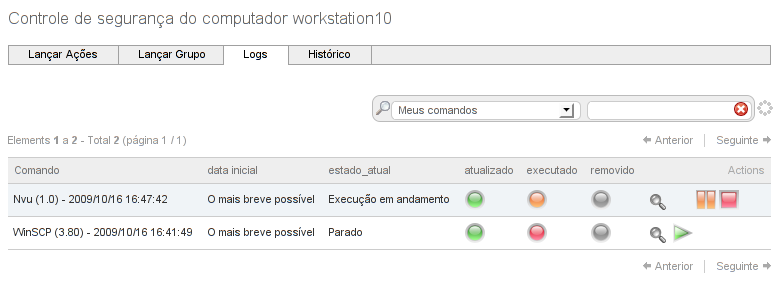 Controle de segurança do computador workstation10
Lançar Ações Lançar Grupo Logs Histórico
Meus comandos
Elements 1 a 2 - Total 2 (página 1 / 1) Anterior Seguinte
Comando data inicial estado_atual atualizado executado removido Actions
Nvu (1.0) - 2009/10/16 16:47:42 O mais breve possível Execução em andamento
WinSCP (3.80) - 2009/10/16 16:41:49 O mais breve possível Parado
Anterior Seguinte